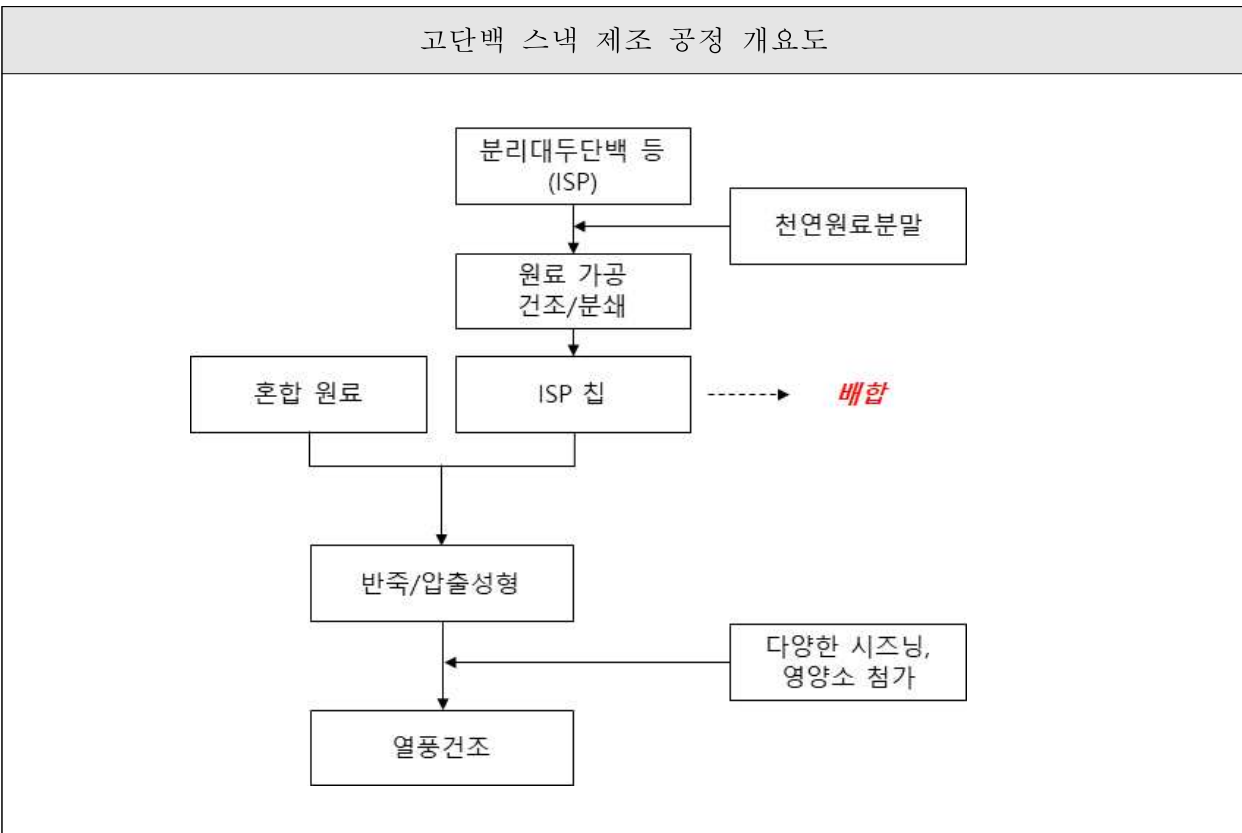 고단백 스낵 제조 공정 개요도
분리대두단백 등
(ISP)
천연원료분말
원료 가공
건조/분쇄
혼합 원료
ISP 칩
배합
반죽/압출성형
다양한 시즈닝,
영양소 첨가
열풍건조